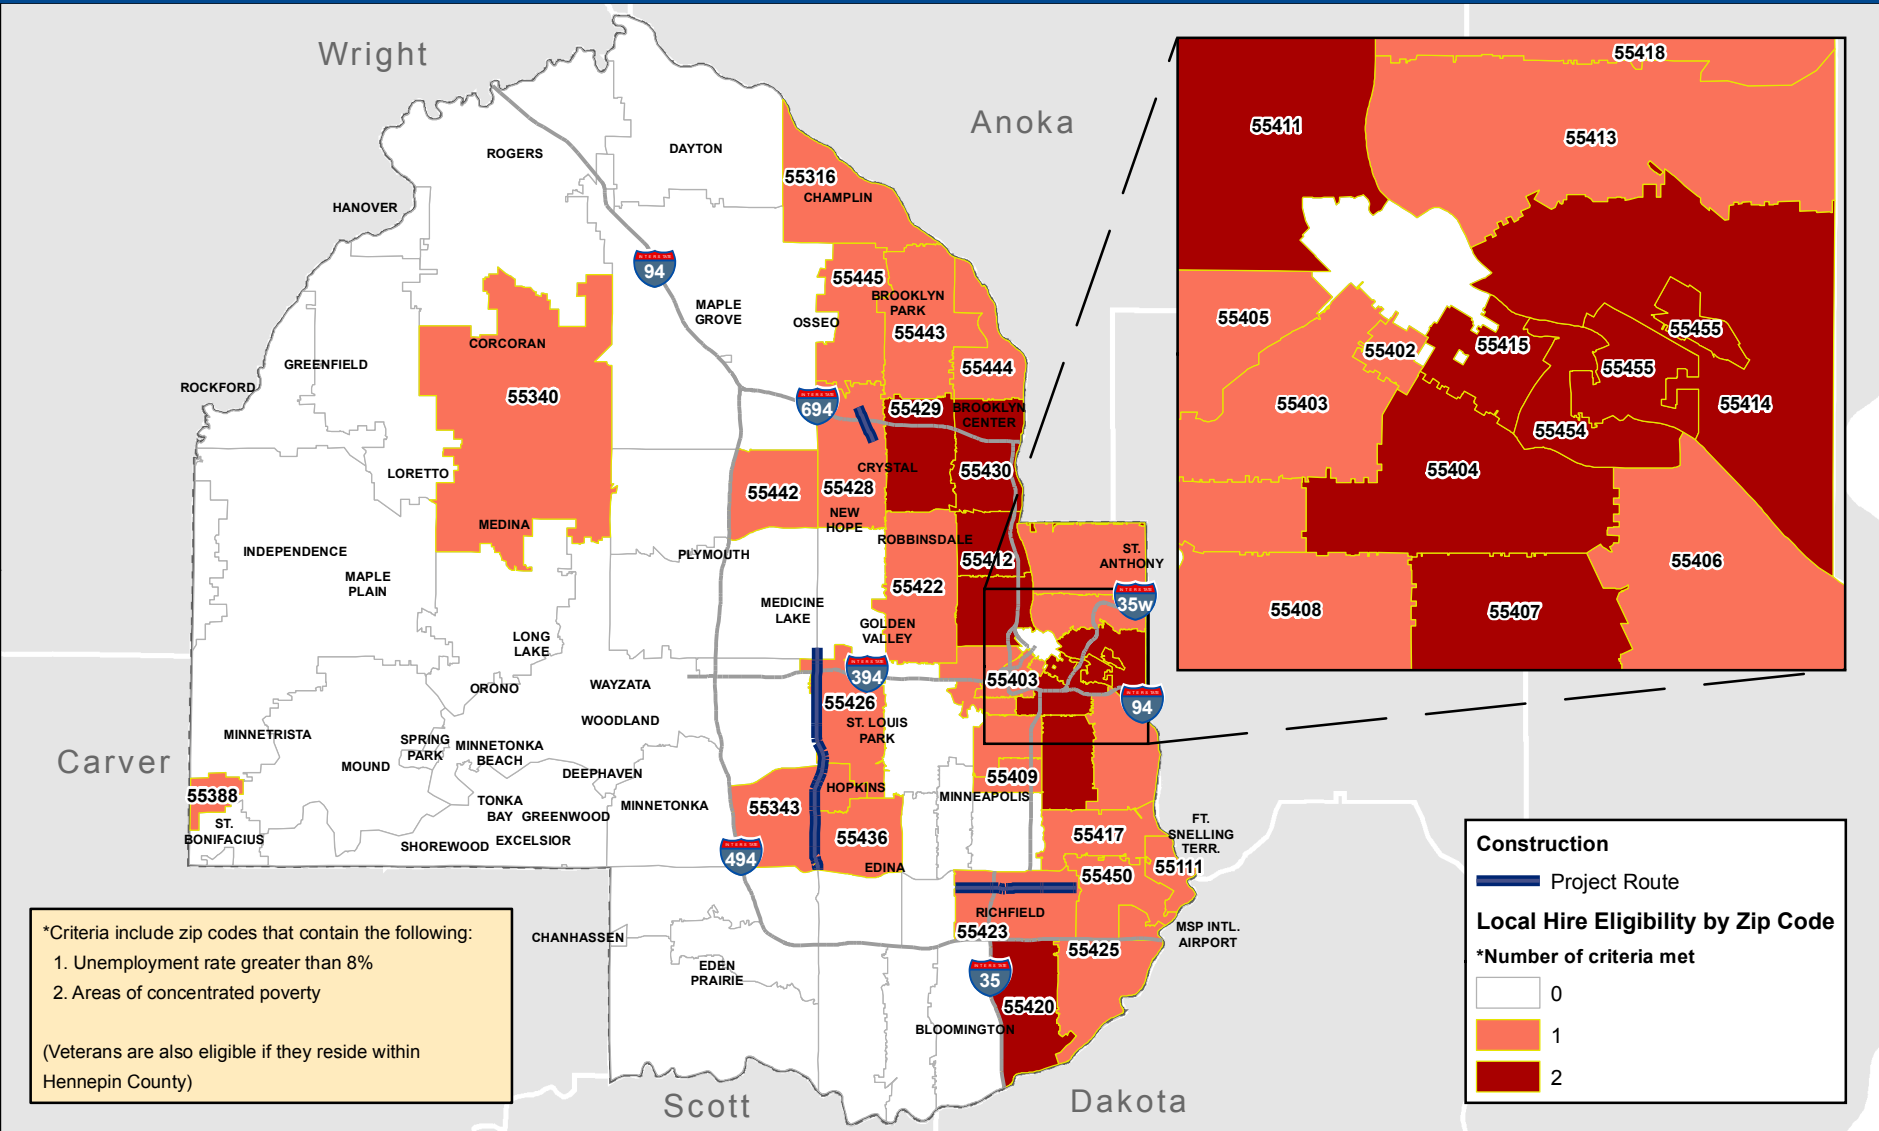 Wright
Anoka
Carver
Scott
Dakota
ROGERS
DAYTON
55316
CHAMPLIN
HANOVER
INTERSTATE
94
55445
BROOKLYN
PARK
MAPLE
GROVE
OSSEO
55443
CORCORAN
GREENFIELD
55444
ROCKFORD
55340
INTERSTATE
694
55429
BROOKLYN
CENTER
LORETTO
CRYSTAL
55430
55442
55428
NEW
HOPE
MEDINA
ROBBINSDALE
INDEPENDENCE
PLYMOUTH
55412
ST.
ANTHONY
MAPLE
PLAIN
55422
INTERSTATE
35W
MEDICINE
LAKE
GOLDEN
VALLEY
LONG
LAKE
INTERSTATE
394
55403
ORONO
WAYZATA
55426
INTERSTATE
94
WOODLAND
ST. LOUIS
PARK
MINNETRISTA
SPRING
PARK
MINNETONKA
BEACH
MOUND
DEEPHAVEN
55409
HOPKINS
55388
TONKA
BAY
GREENWOOD
MINNETONKA
55343
MINNEAPOLIS
ST.
BONIFACIUS
SHOREWOOD
EXCELSIOR
55436
55417
FT.
SNELLING
TERR.
INTERSTATE
494
EDINA
55450
55111
RICHFIELD
55423
CHANHASSEN
MSP INTL.
AIRPORT
55425
EDEN
PRAIRIE
INTERSTATE
35
55420
BLOOMINGTON
55418
55411
55413
55405
55402
55415
55455
55455
55403
55414
55454
55404
55406
55408
55407
*Criteria include zip codes that contain the following:
1. Unemployment rate greater than 8%
2. Areas of concentrated poverty
(Veterans are also eligible if they reside within
Hennepin County)
Construction
Project Route
Local Hire Eligibility by Zip Code
*Number of criteria met
0
1
2